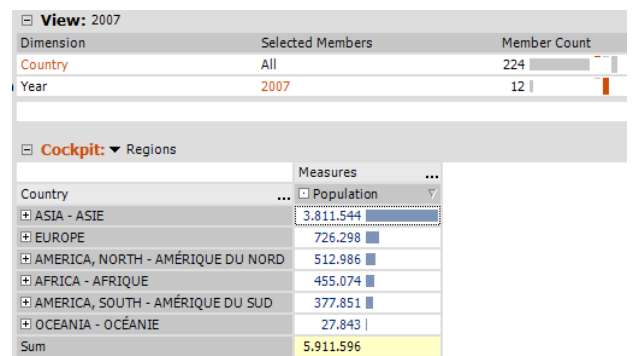 View: 2007
Dimension Selected Members Member Count
Country All 224
Year 2007 12
Cockpit: Regions
Measures ...
Country ... Population
ASIA - ASIE 3.811.544
EUROPE 726.298
AMERICA, NORTH - AMÉRIQUE DU NORD 512.986
AFRICA - AFRIQUE 455.074
AMERICA, SOUTH - AMÉRIQUE DU SUD 377.851
OCEANIA - OCÉANIE 27.843
Sum 5.911.596